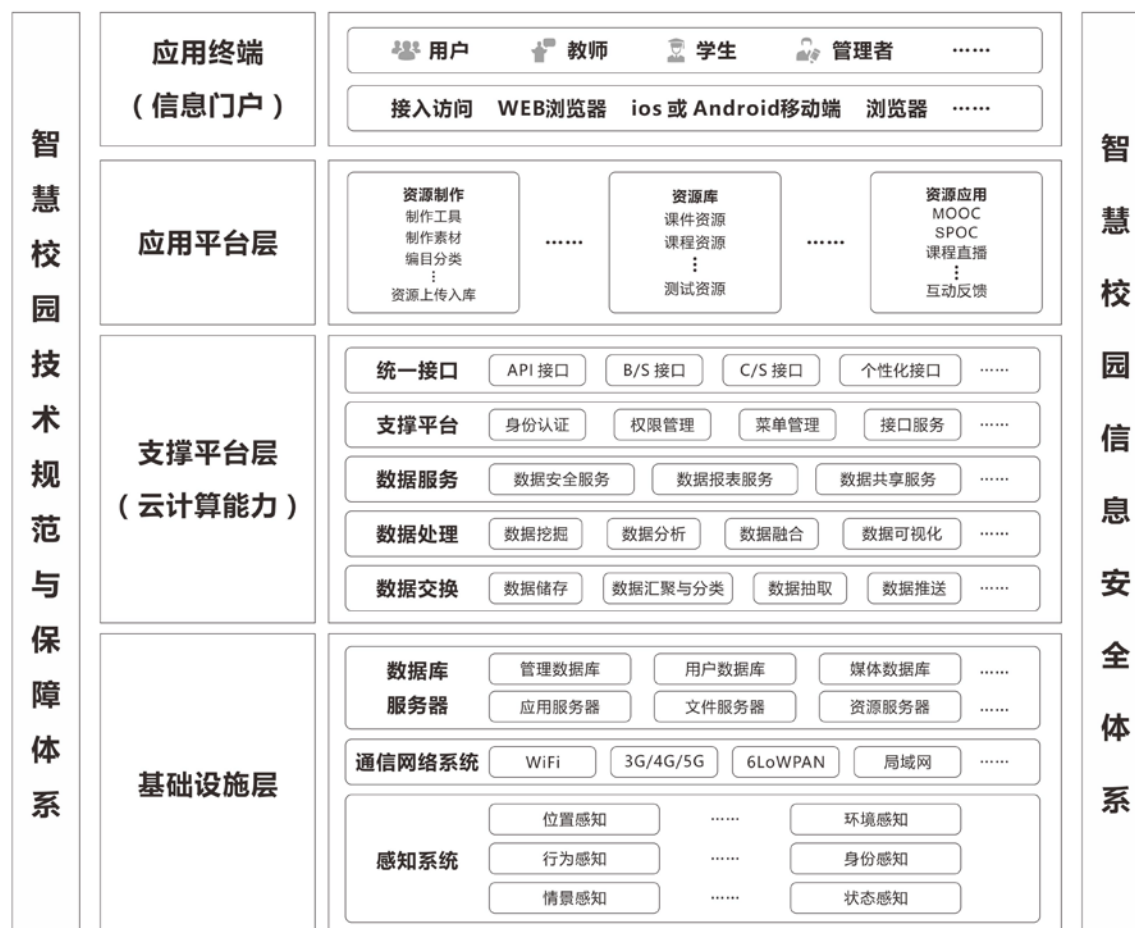 智慧校园技术规范与保障体系
应用终端
（信息门户）
用户 教师 学生 管理者 ……
接入访问 WEB浏览器 ios 或 Android移动端 浏览器 ……
应用平台层
资源制作
制作工具
制作素材
编目分类
⋮
资源上传入库
……
资源库
课件资源
课程资源
⋮
测试资源
……
资源应用
MOOC
SPOC
课程直播
⋮
互动反馈
支撑平台层
（云计算能力）
统一接口 API 接口 B/S 接口 C/S 接口 个性化接口 ……
支撑平台 身份认证 权限管理 菜单管理 接口服务 ……
数据服务 数据安全服务 数据报表服务 数据共享服务 ……
数据处理 数据挖掘 数据分析 数据融合 数据可视化 ……
数据交换 数据储存 数据汇聚与分类 数据抽取 数据推送 ……
基础设施层
数据库 管理数据库 用户数据库 媒体数据库 ……
服务器 应用服务器 文件服务器 资源服务器 ……
通信网络系统 WiFi 3G/4G/5G 6LoWPAN 局域网 ……
感知系统
位置感知 …… 环境感知
行为感知 …… 身份感知
情景感知 …… 状态感知
智慧校园信息安全体系